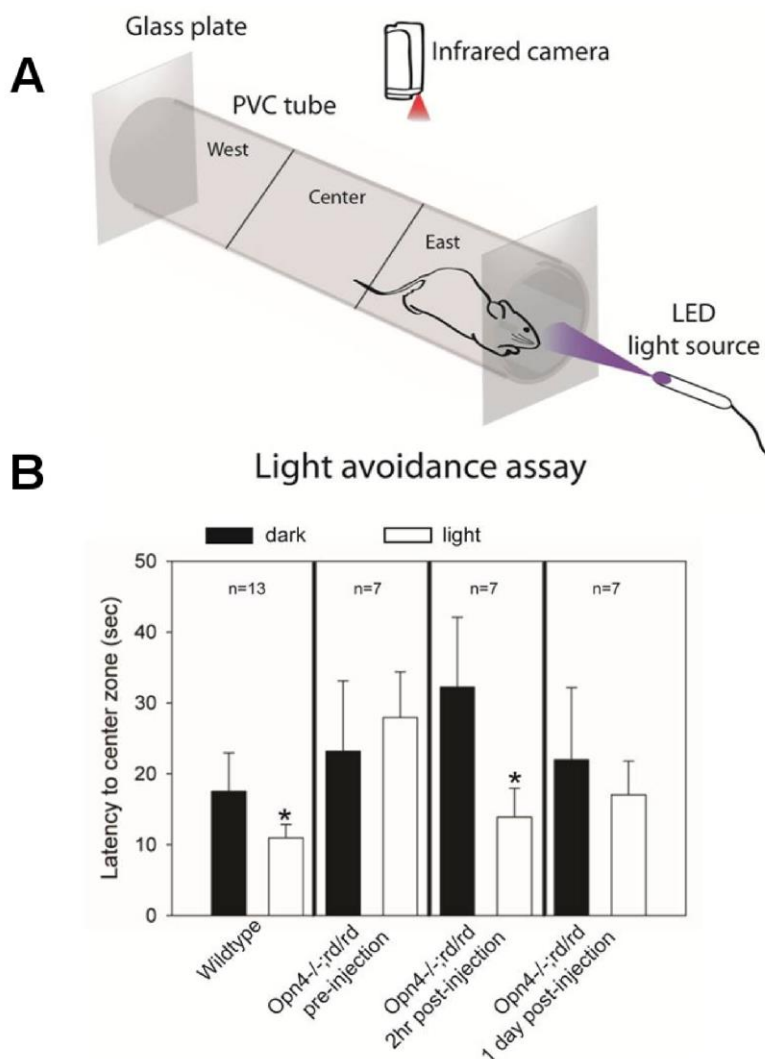 A
Glass plate
Infrared camera
PVC tube
West
Center
East
LED
light source
B
Light avoidance assay
dark
light
50
40
30
20
10
0
Latency to center zone (sec)
n=13
n=7
n=7
n=7
*
*
Wildtype
Opn4-/-;rd/rd
pre-injection
Opn4-/-;rd/rd
2hr post-injection
Opn4-/-;rd/rd
1 day post-injection